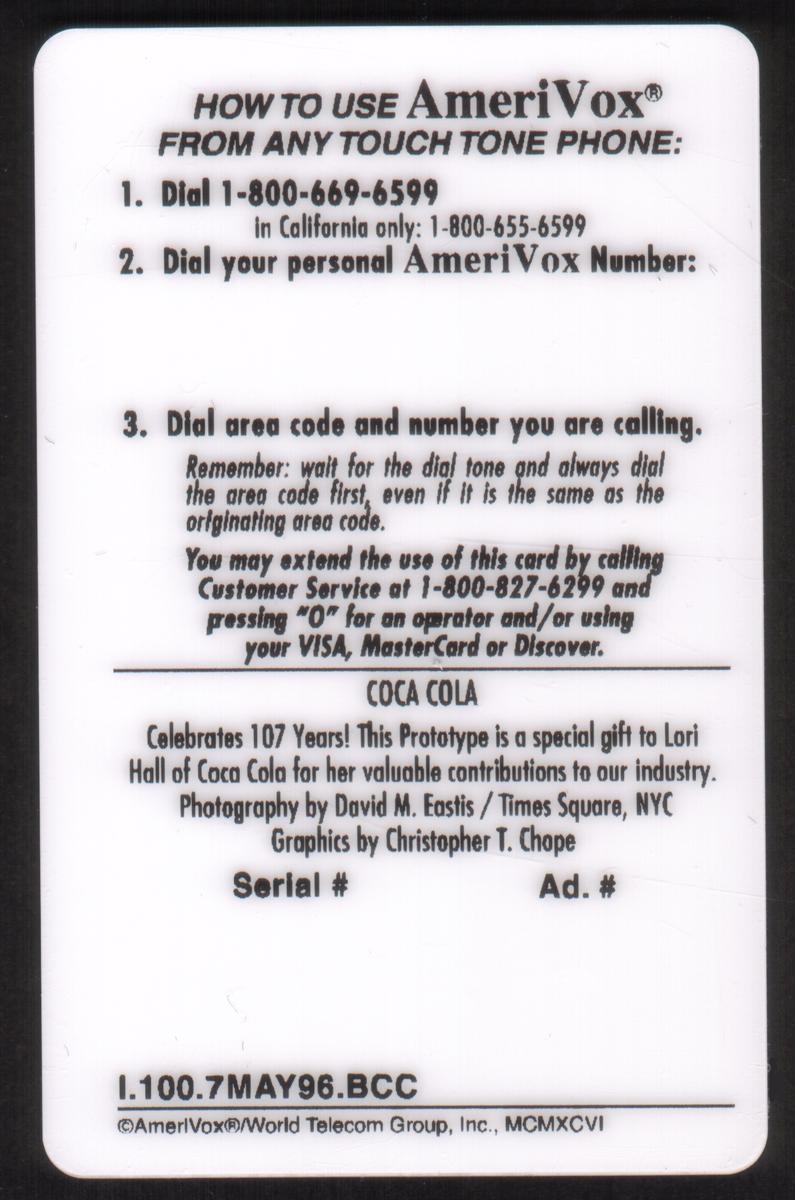 HOW TO USE AmeriVox®
FROM ANY TOUCH TONE PHONE:
1. Dial 1-800-669-6599
in California only: 1-800-655-6599
2. Dial your personal AmeriVox Number:
3. Dial area code and number you are calling.
Remember: wait for the dial tone and always dial
the area code first, even if it is the same as the
originating area code.
You may extend the use of this card by calling
Customer Service at 1-800-827-6299 and
pressing "0" for an operator and/or using
your VISA, MasterCard or Discover.
COCA COLA
Celebrates 107 Years! This Prototype is a special gift to Lori
Hall of Coca Cola for her valuable contributions to our industry.
Photography by David M. Eastis / Times Square, NYC
Graphics by Christopher T. Chope
Serial # Ad. #
I.100.7MAY96.BCC
©AmeriVox®/World Telecom Group, Inc., MCMXCVI